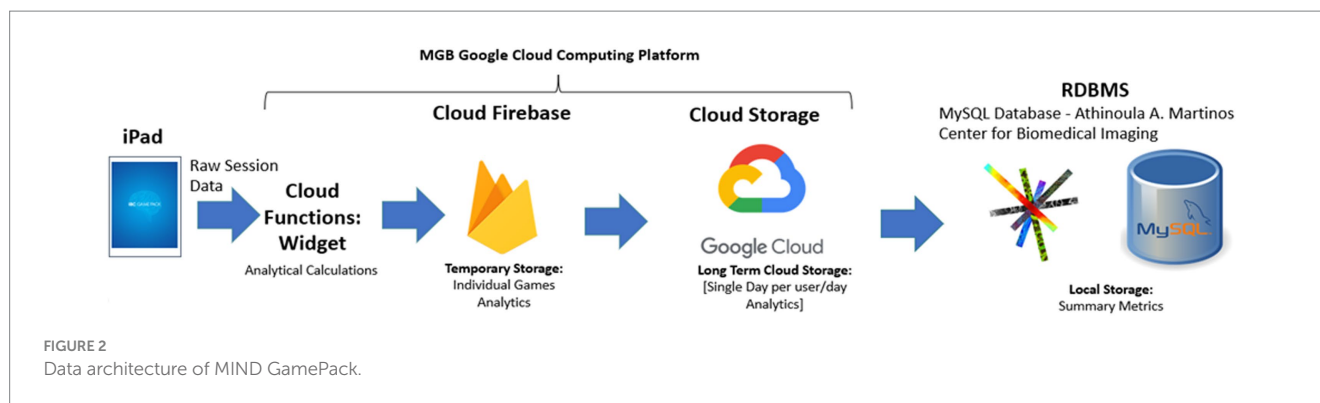 MGB Google Cloud Computing Platform
iPad
Raw Session
Data
Cloud
Functions:
Widget
Analytical Calculations
Cloud Firebase
Temporary Storage:
Individual Games
Analytics
Cloud Storage
Google Cloud
Long Term Cloud Storage:
[Single Day per user/day
Analytics]
RDBMS
MySQL Database - Athinoula A. Martinos
Center for Biomedical Imaging
MySQL
Local Storage:
Summary Metrics
FIGURE 2
Data architecture of MIND GamePack.